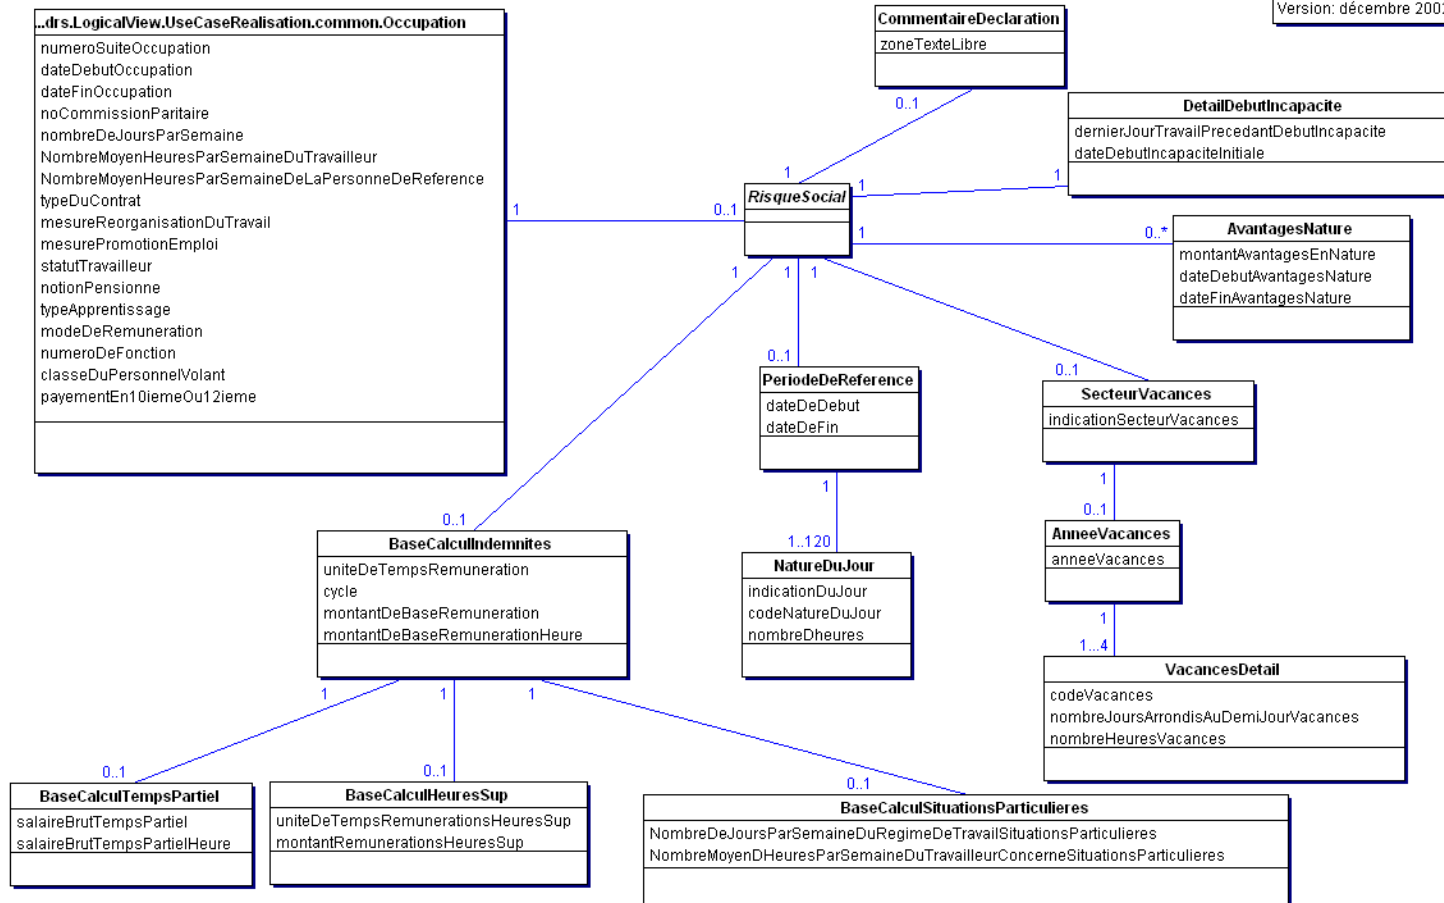 ...drs.LogicalView.UseCaseRealisation.common.Occupation
numeroSuiteOccupation
dateDebutOccupation
dateFinOccupation
noCommissionParitaire
nombreDeJoursParSemaine
NombreMoyenHeuresParSemaineDuTravailleur
NombreMoyenHeuresParSemaineDeLaPersonneDeReference
typeDuContrat
mesureReorganisationDuTravail
mesurePromotionEmploi
statutTravailleur
notionPensionne
typeApprentissage
modeDeRemuneration
numeroDeFonction
classeDuPersonnelVolant
payementEn10iemeOu12ieme
CommentaireDeclaration
zoneTexteLibre
Version: décembre 200
0..1
1
DetailDebutIncapacite
dernierJourTravailPrecedantDebutIncapacite
dateDebutIncapaciteInitiale
1
1
RisqueSocial
1
0..1
1
0..*
AvantagesNature
montantAvantagesEnNature
dateDebutAvantagesNature
dateFinAvantagesNature
1
1
1
0..1
PeriodeDeReference
dateDeDebut
dateDeFin
0..1
SecteurVacances
indicationSecteurVacances
1
1..120
NatureDuJour
indicationDuJour
codeNatureDuJour
nombreDheures
1
0..1
AnneeVacances
anneeVacances
1
1...4
VacancesDetail
codeVacances
nombreJoursArrondisAuDemiJourVacances
nombreHeuresVacances
0..1
BaseCalculIndemnites
uniteDeTempsRemuneration
cycle
montantDeBaseRemuneration
montantDeBaseRemunerationHeure
1
1
1
0..1
BaseCalculTempsPartiel
salaireBrutTempsPartiel
salaireBrutTempsPartielHeure
0..1
BaseCalculHeuresSup
uniteDeTempsRemunerationsHeuresSup
montantRemunerationsHeuresSup
0..1
BaseCalculSituationsParticulieres
NombreDeJoursParSemaineDuRegimeDeTravailSituationsParticulieres
NombreMoyenDHeuresParSemaineDuTravailleurConcerneSituationsParticulieres